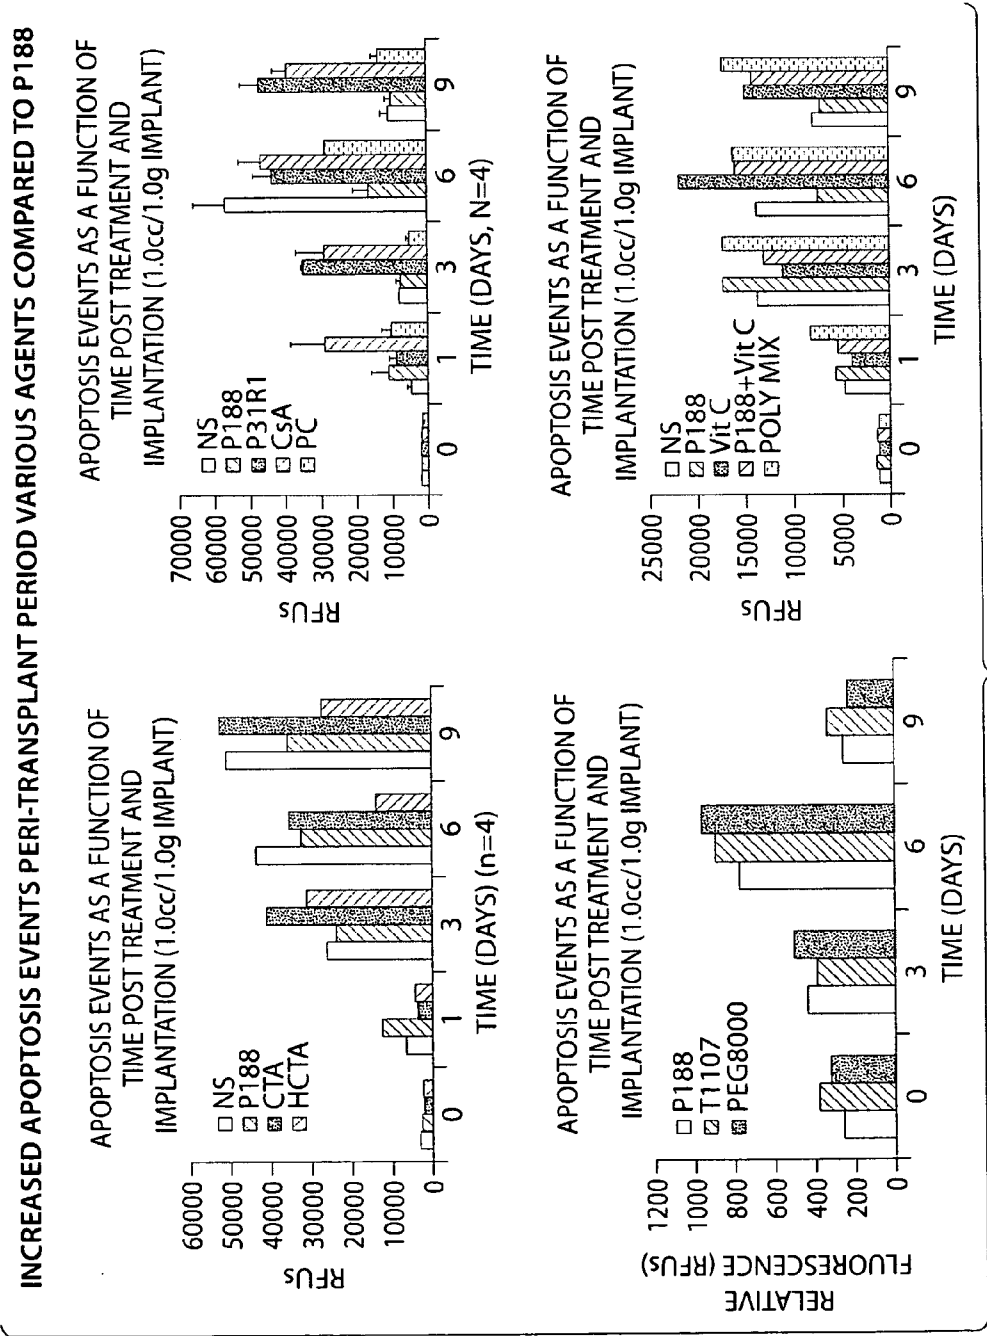 INCREASED APOPTOSIS EVENTS PERI-TRANSPLANT PERIOD VARIOUS AGENTS COMPARED TO P188
APOPTOSIS EVENTS AS A FUNCTION OF
TIME POST TREATMENT AND
IMPLANTATION (1.0cc/1.0g IMPLANT)
NS
P188
CTA
HCTA
60000
50000
40000
30000
20000
10000
0
RFUs
0 1 3 6 9
TIME (DAYS) (n=4)
APOPTOSIS EVENTS AS A FUNCTION OF
TIME POST TREATMENT AND
IMPLANTATION (1.0cc/1.0g IMPLANT)
NS
P188
P31R1
CsA
PC
70000
60000
50000
40000
30000
20000
10000
0
RFUs
0 1 3 6 9
TIME (DAYS, N=4)
APOPTOSIS EVENTS AS A FUNCTION OF
TIME POST TREATMENT AND
IMPLANTATION (1.0cc/1.0g IMPLANT)
P188
T1107
PEG8000
1200
1000
800
600
400
200
0
RELATIVE
FLUORESCENCE (RFUs)
0 3 6 9
TIME (DAYS)
APOPTOSIS EVENTS AS A FUNCTION OF
TIME POST TREATMENT AND
IMPLANTATION (1.0cc/1.0g IMPLANT)
NS
P188
Vit C
P188+Vit C
POLY MIX
25000
20000
15000
10000
5000
0
RFUs
0 1 3 6 9
TIME (DAYS)